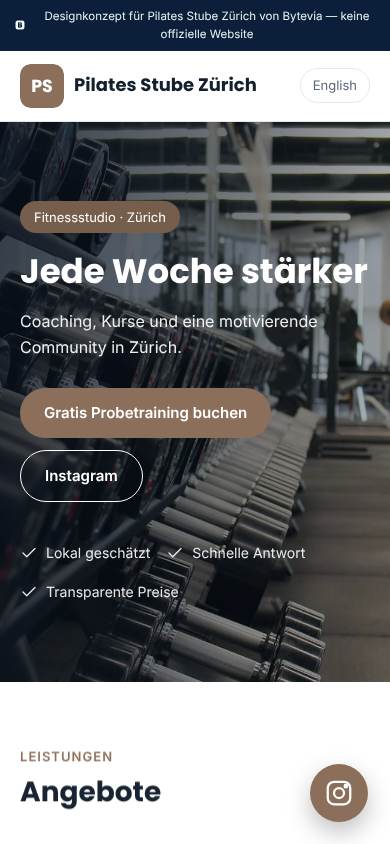 Designkonzept für Pilates Stube Zürich von Bytevia — keine
offizielle Website
PS
Pilates Stube Zürich
English
Fitnessstudio · Zürich
Jede Woche stärker
Coaching, Kurse und eine motivierende
Community in Zürich.
Gratis Probetraining buchen
Instagram
Lokal geschätzt
Schnelle Antwort
Transparente Preise
LEISTUNGEN
Angebote